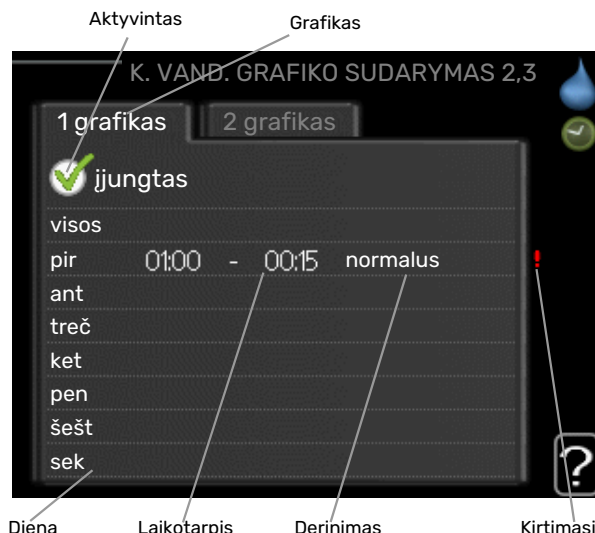 Aktyvintas
Grafikas
K. VAND. GRAFIKO SUDARYMAS 2,3
1 grafikas 2 grafikas
įjungtas
visos
pir 01:00 - 00:15 normalus !
ant
treč
ket
pen
šešt
sek
?
Diena Laikotarpis Derinimas Kirtimasi